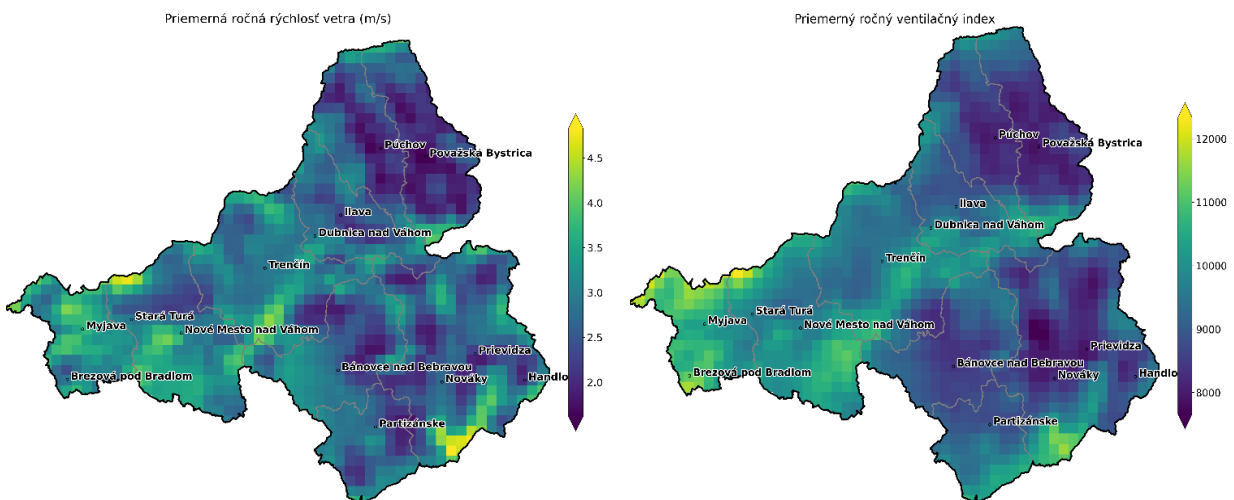 Priemerná ročná rýchlosť vetra (m/s)
Púchov
Považská Bystrica
Ilava
Dubnica nad Váhom
Trenčín
Stará Turá
Myjava
Nové Mesto nad Váhom
Prievidza
Bánovce nad Bebravou
Brezová pod Bradlom
Nováky
Handlo
Partizánske
4.5
4.0
3.5
3.0
2.5
2.0
Priemerný ročný ventilačný index
Púchov
Považská Bystrica
Ilava
Dubnica nad Váhom
Trenčín
Stará Turá
Myjava
Nové Mesto nad Váhom
Prievidza
Bánovce nad Bebravou
Brezová pod Bradlom
Nováky
Handlo
Partizánske
12000
11000
10000
9000
8000